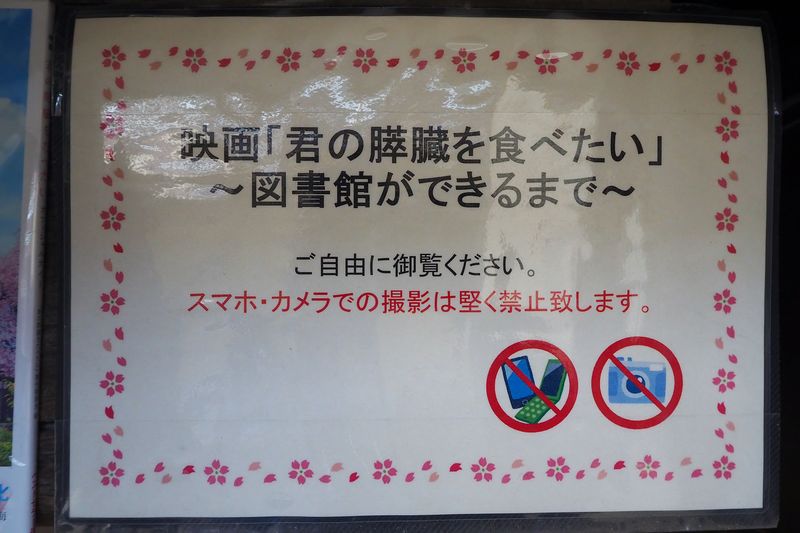 映画「君の膵臓を食べたい」
～図書館ができるまで～
ご自由に御覧ください。
スマホ・カメラでの撮影は堅く禁止致します。